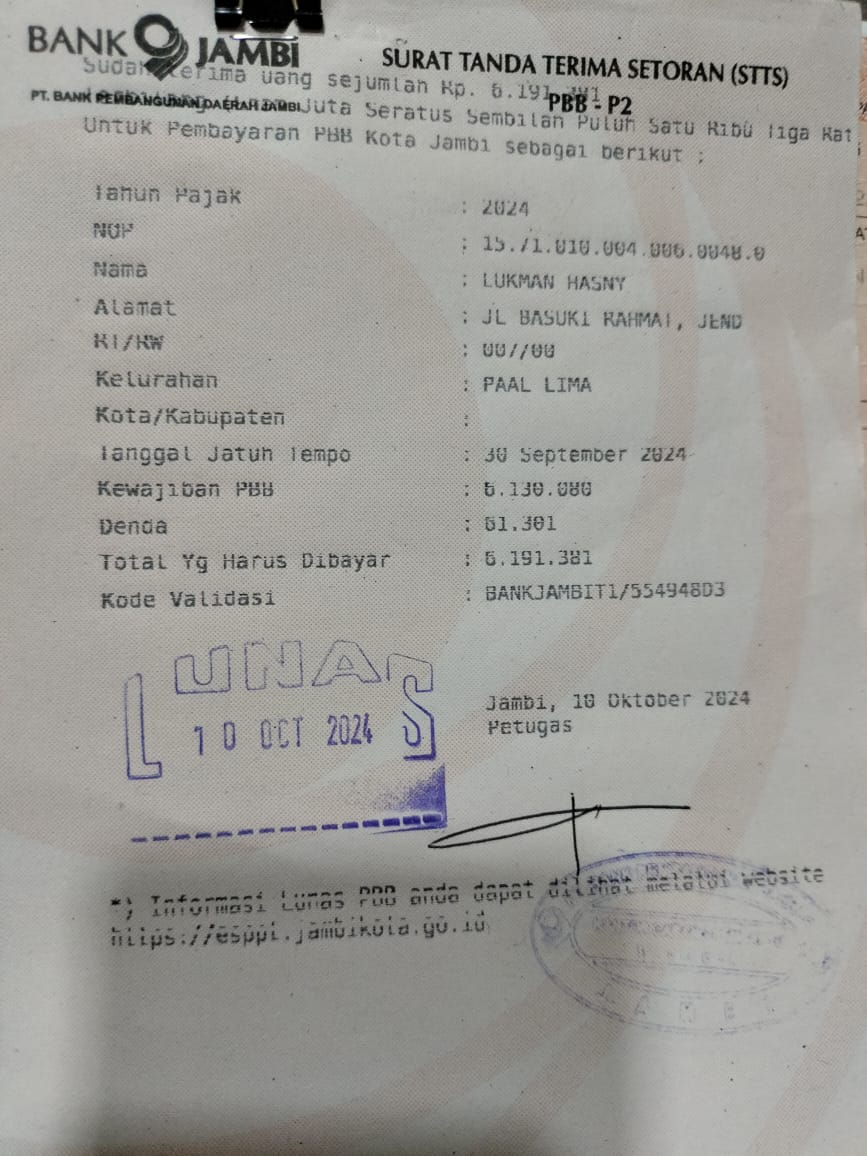 BANK 9 JAMBI
SURAT TANDA TERIMA SETORAN (STTS)
PT. BANK PEMBANGUNAN DAERAH JAMBI
PBB - P2
Sudah terima uang sejumlah Rp. 6.191.381
Juta Seratus Sembilan Puluh Satu Ribu Tiga Rat
Untuk Pembayaran PBB Kota Jambi sebagai berikut ;
Tahun Pajak : 2024
NOP : 15.71.010.004.006.0048.0
Nama : LUKMAN HASNY
Alamat : JL BASUKI RAHMAT, JEND
RT/RW : 007/00
Kelurahan : PAAL LIMA
Kota/Kabupaten :
Tanggal Jatuh Tempo : 30 September 2024
Kewajiban PBB : 6.130.080
Denda : 61.301
Total Yg Harus Dibayar : 6.191.381
Kode Validasi : BANKJAMBIT1/554948D3
LUNAS
10 OCT 2024
Jambi, 10 Oktober 2024
Petugas
*) Informasi Lunas PBB anda dapat dilihat melalui website
https://esppt.jambikota.go.id
JAMBI